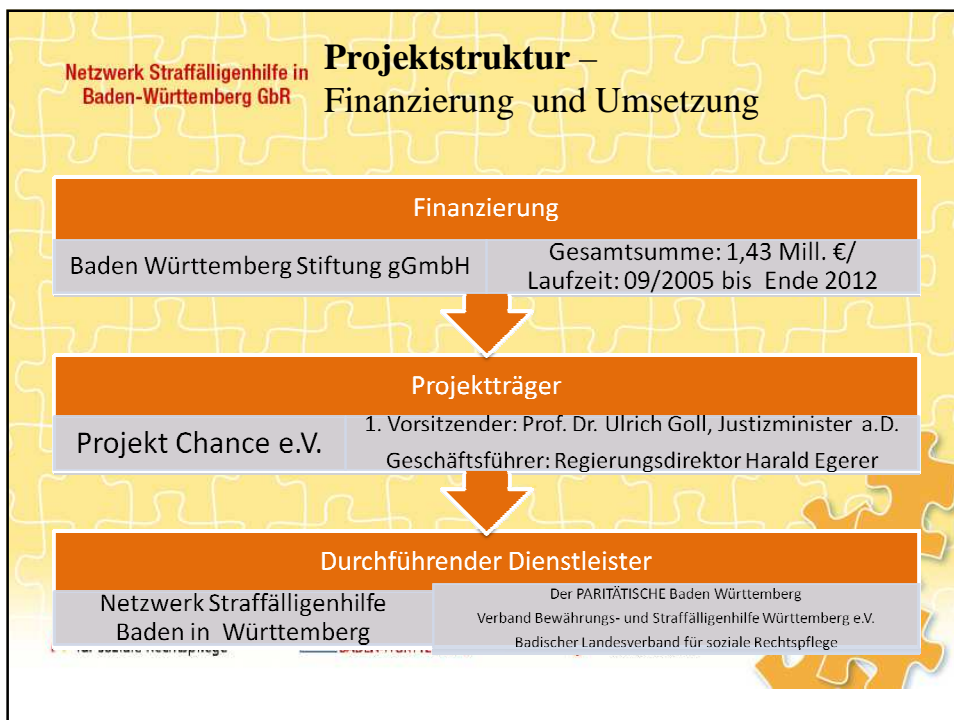 Netzwerk Straffälligenhilfe in
Baden-Württemberg GbR
Projektstruktur –
Finanzierung und Umsetzung
Finanzierung
Baden Württemberg Stiftung gGmbH
Gesamtsumme: 1,43 Mill. €/
Laufzeit: 09/2005 bis Ende 2012
Projektträger
Projekt Chance e.V.
1. Vorsitzender: Prof. Dr. Ulrich Goll, Justizminister a.D.
Geschäftsführer: Regierungsdirektor Harald Egerer
Durchführender Dienstleister
Netzwerk Straffälligenhilfe
Baden in Württemberg
Der PARITÄTISCHE Baden Württemberg
Verband Bewährungs- und Straffälligenhilfe Württemberg e.V.
Badischer Landesverband für soziale Rechtspflege
für soziale Rechtspflege